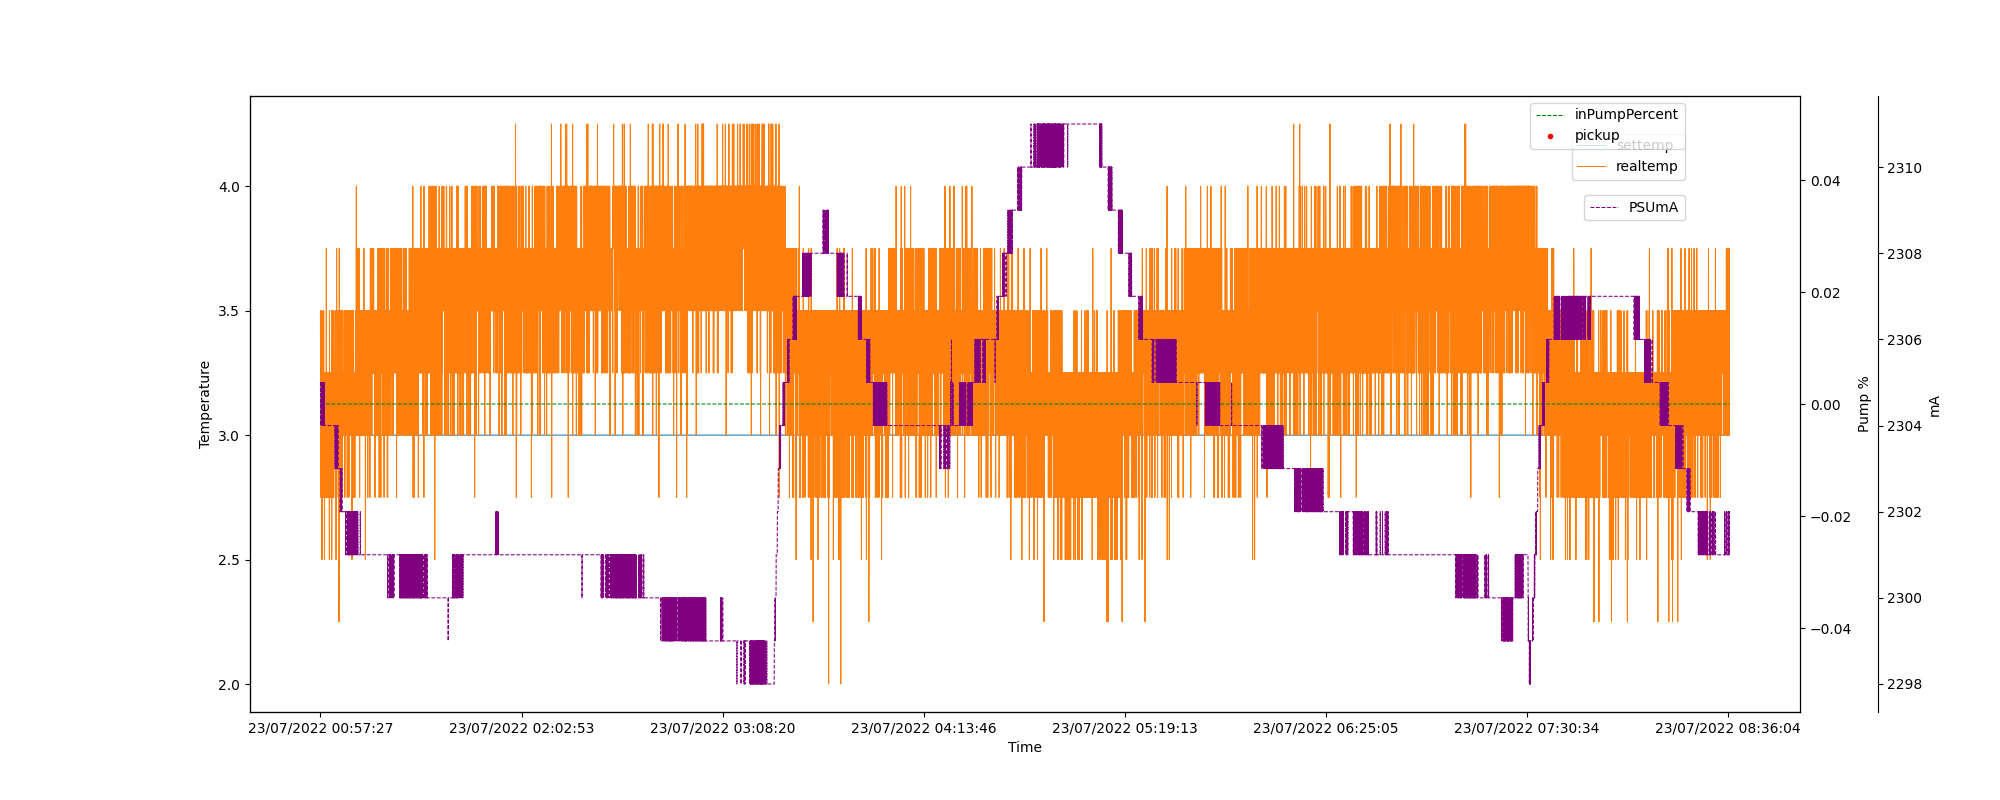 inPumpPercent
pickup
settemp
realtemp
PSUmA
4.0
3.5
3.0
2.5
2.0
Temperature
0.04
0.02
0.00
−0.02
−0.04
Pump %
2310
2308
2306
2304
2302
2300
2298
mA
23/07/2022 00:57:27
23/07/2022 02:02:53
23/07/2022 03:08:20
23/07/2022 04:13:46
23/07/2022 05:19:13
23/07/2022 06:25:05
23/07/2022 07:30:34
23/07/2022 08:36:04
Time